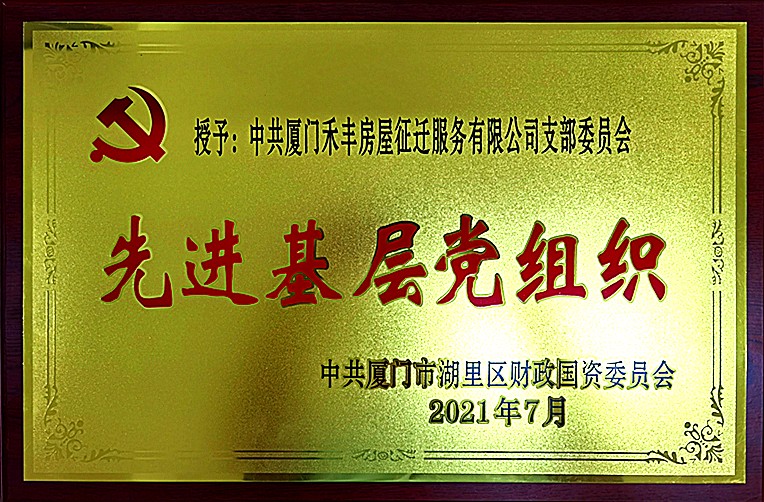 授予：中共厦门禾丰房屋征迁服务有限公司支部委员会
先进基层党组织
中共厦门市湖里区财政国资委员会
2021年7月